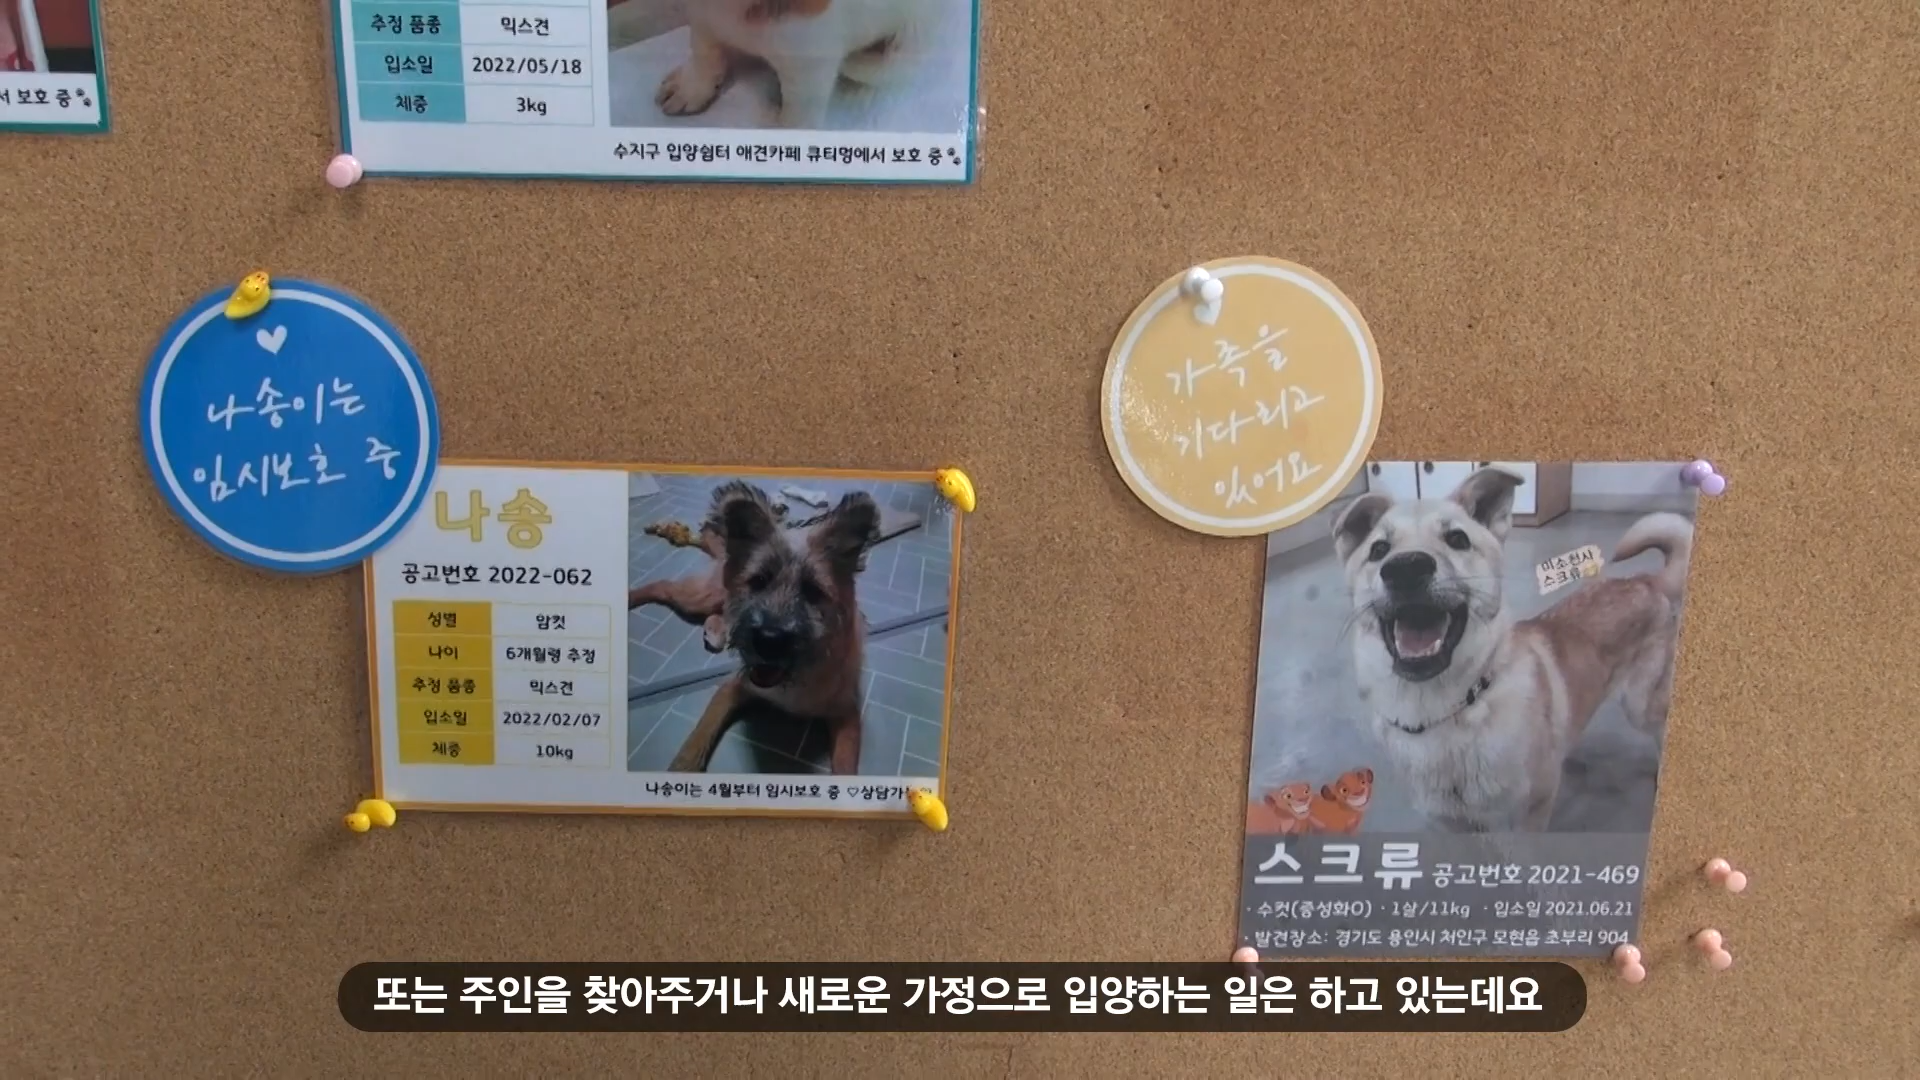 서 보호 중
추정 품종 믹스견
입소일 2022/05/18
체중 3kg
수지구 입양쉼터 애견카페 큐티멍에서 보호 중
나송이는
임시보호 중
나송
공고번호 2022-062
성별 암컷
나이 6개월령 추정
추정 품종 믹스견
입소일 2022/02/07
체중 10kg
나송이는 4월부터 임시보호 중 ♡상담가
가족을
기다리고
있어요
미소천사
스크류
스크류 공고번호 2021-469
· 수컷(중성화O) · 1살/11kg · 입소일 2021.06.21
· 발견장소: 경기도 용인시 처인구 모현읍 초부리 904
또는 주인을 찾아주거나 새로운 가정으로 입양하는 일은 하고 있는데요